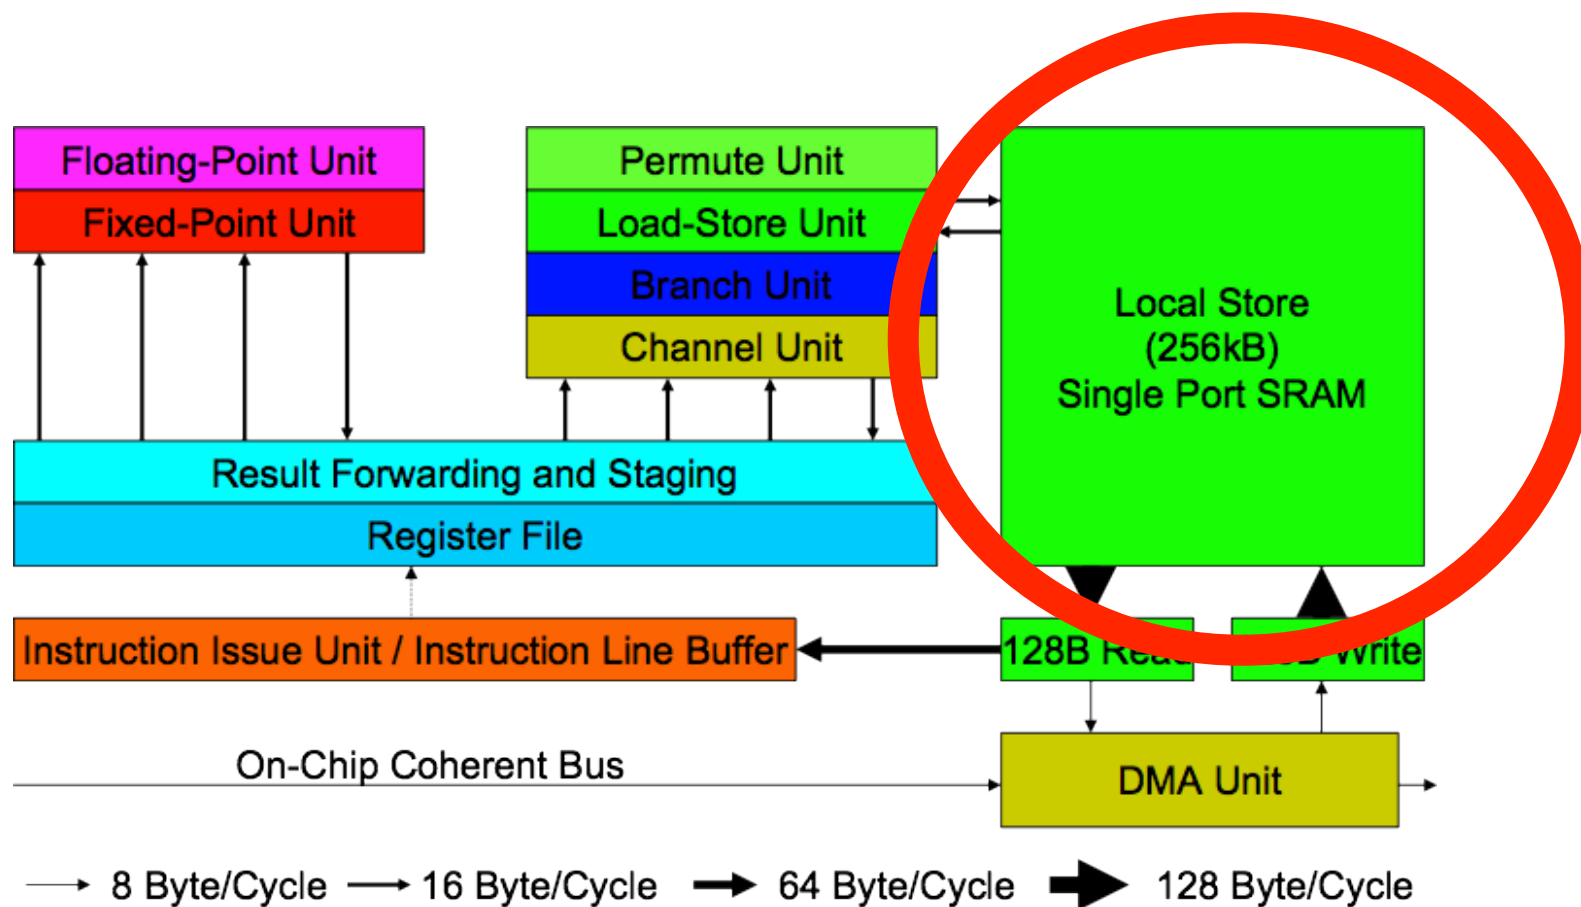 Floating-Point Unit
Fixed-Point Unit
Permute Unit
Load-Store Unit
Branch Unit
Channel Unit
Local Store
(256kB)
Single Port SRAM
Result Forwarding and Staging
Register File
Instruction Issue Unit / Instruction Line Buffer
128B Read
Write
On-Chip Coherent Bus
DMA Unit
8 Byte/Cycle
16 Byte/Cycle
64 Byte/Cycle
128 Byte/Cycle